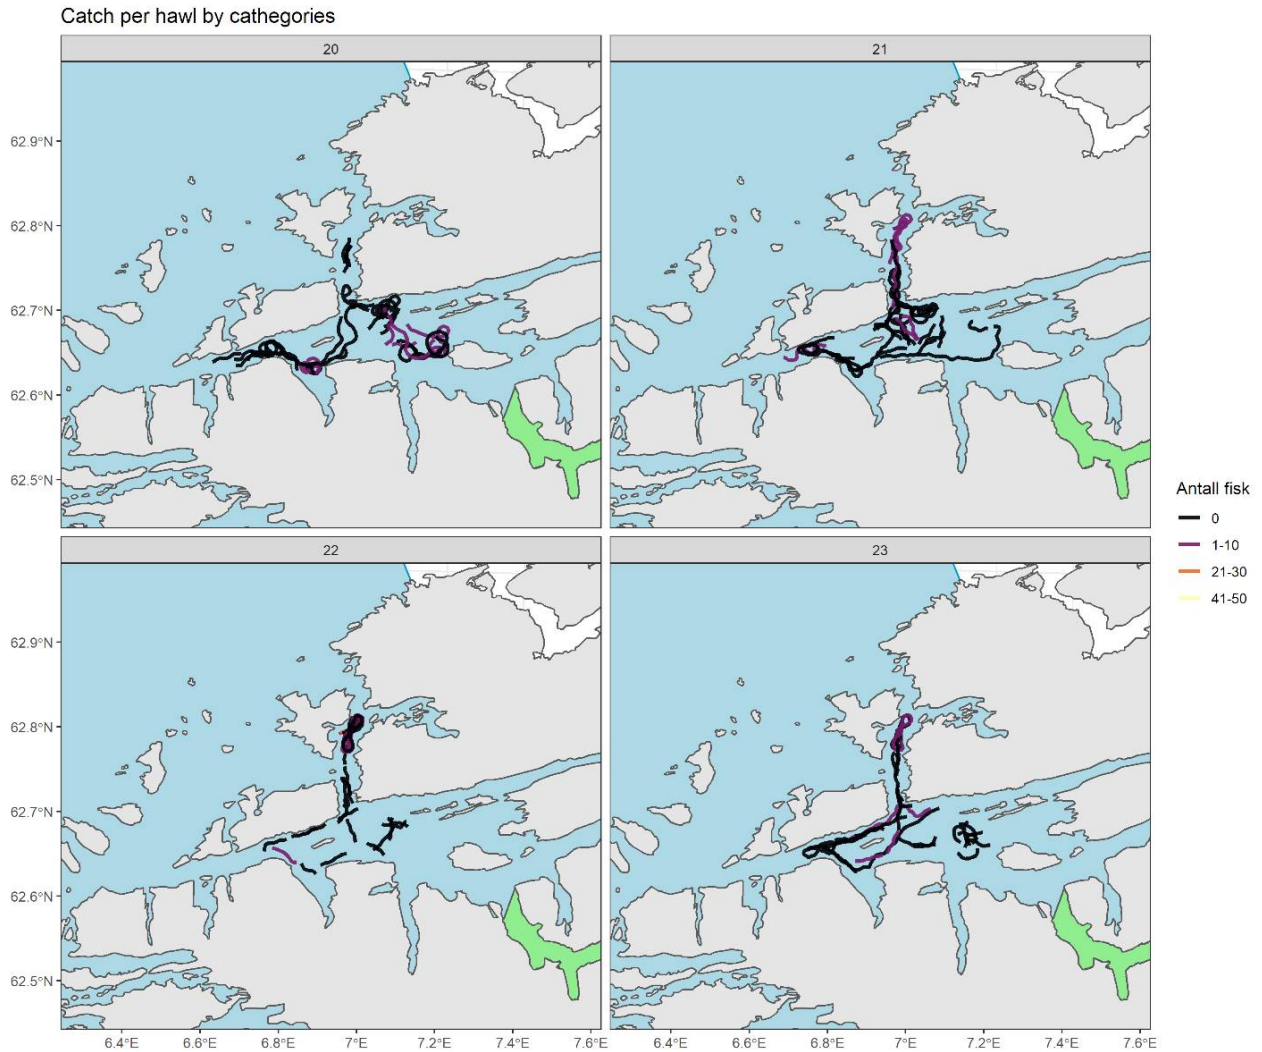 Catch per hawl by cathegories
20
21
62.9°N
62.8°N
62.7°N
62.6°N
62.5°N
22
23
62.9°N
62.8°N
62.7°N
62.6°N
62.5°N
6.4°E 6.6°E 6.8°E 7°E 7.2°E 7.4°E 7.6°E
6.4°E 6.6°E 6.8°E 7°E 7.2°E 7.4°E 7.6°E
Antall fisk
0
1-10
21-30
41-50